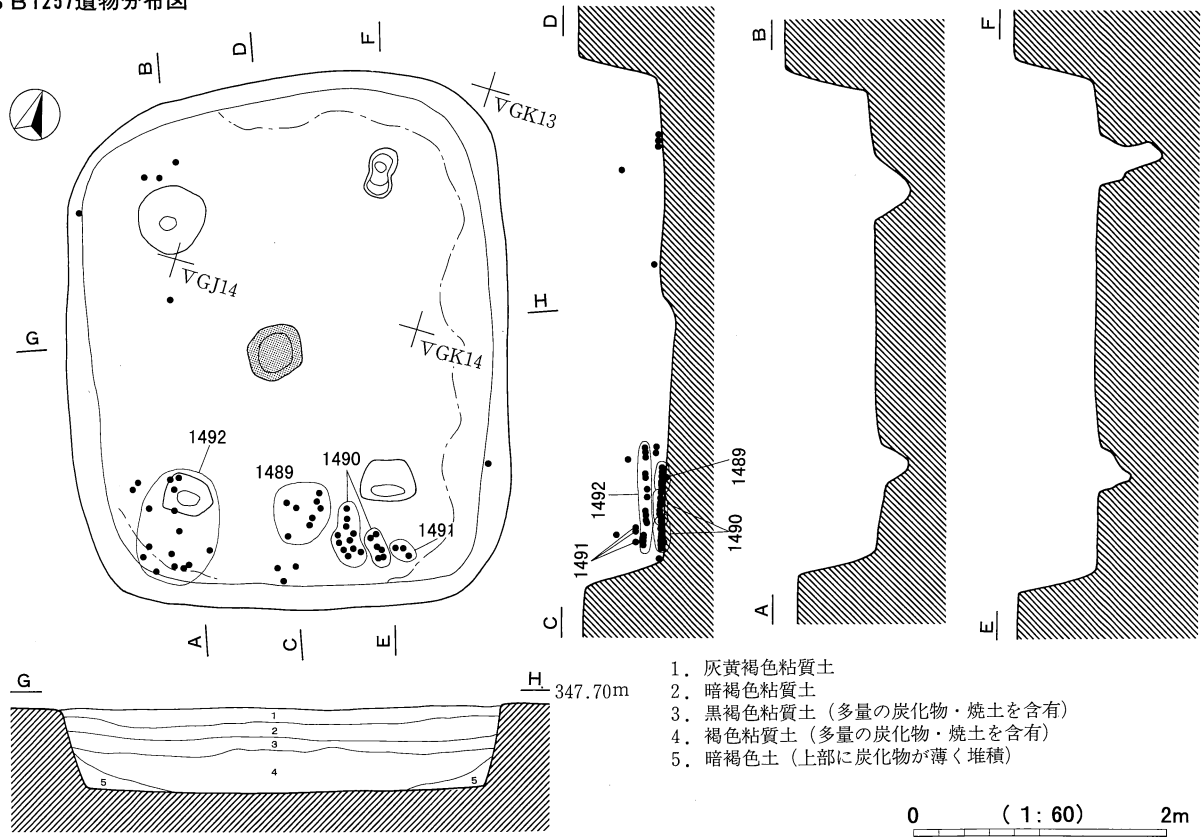 ＳＢ1257遺物分布図
B
D
F
VGK13
VGJ14
VGK14
G
H
1492
1489
1490
1491
A
C
E
D
1492
1491
1489
1490
C
B
A
F
E
G
H 347.70m
1
2
3
4
5
5
1．灰黄褐色粘質土
2．暗褐色粘質土
3．黒褐色粘質土（多量の炭化物・焼土を含有）
4．褐色粘質土（多量の炭化物・焼土を含有）
5．暗褐色土（上部に炭化物が薄く堆積）
0 （1：60） 2m